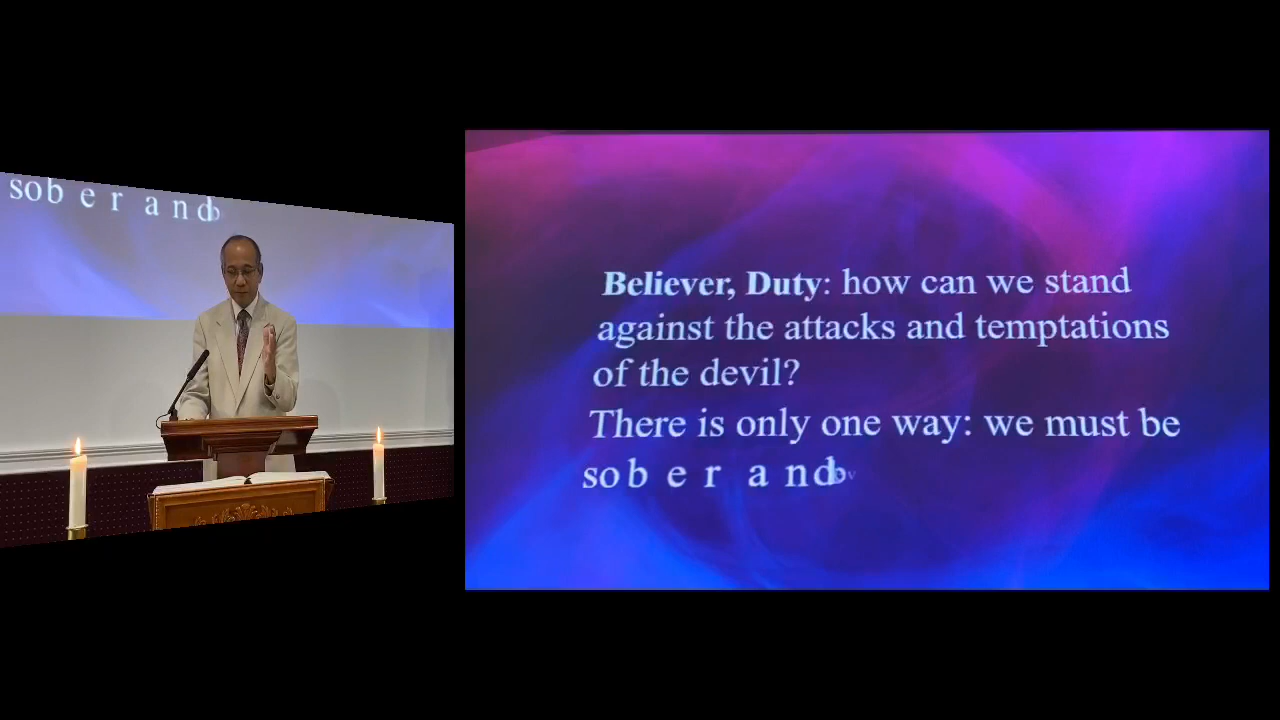 sober and
Believer, Duty: how can we stand
against the attacks and temptations
of the devil?
There is only one way: we must be
sober and